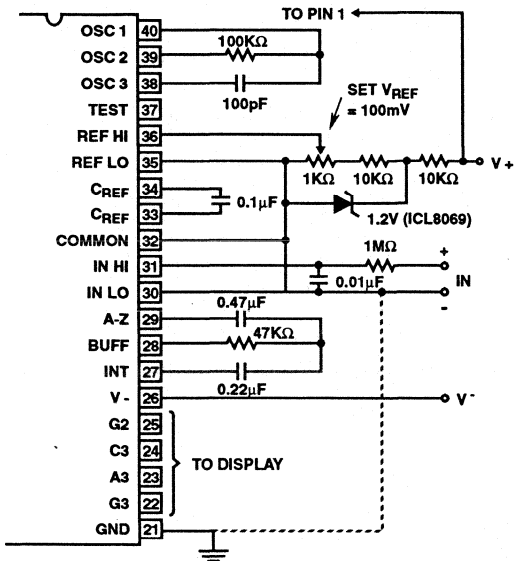 TO PIN 1
OSC 1 40
100KΩ
OSC 2 39
OSC 3 38
100pF
SET VREF
= 100mV
TEST 37
REF HI 36
REF LO 35
1KΩ 10KΩ 10KΩ
V +
CREF 34
0.1µF
1.2V (ICL8069)
CREF 33
COMMON 32
1MΩ
IN HI 31
+
0.01µF
IN
IN LO 30
-
0.47µF
A-Z 29
47KΩ
BUFF 28
INT 27
0.22µF
V - 26
V -
G2 25
C3 24
TO DISPLAY
A3 23
G3 22
GND 21